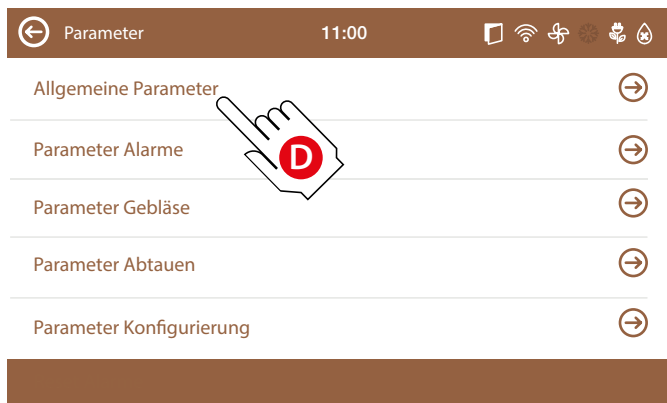 Parameter 11:00
Allgemeine Parameter
D
Parameter Alarme
Parameter Gebläse
Parameter Abtauen
Parameter Konfigurierung